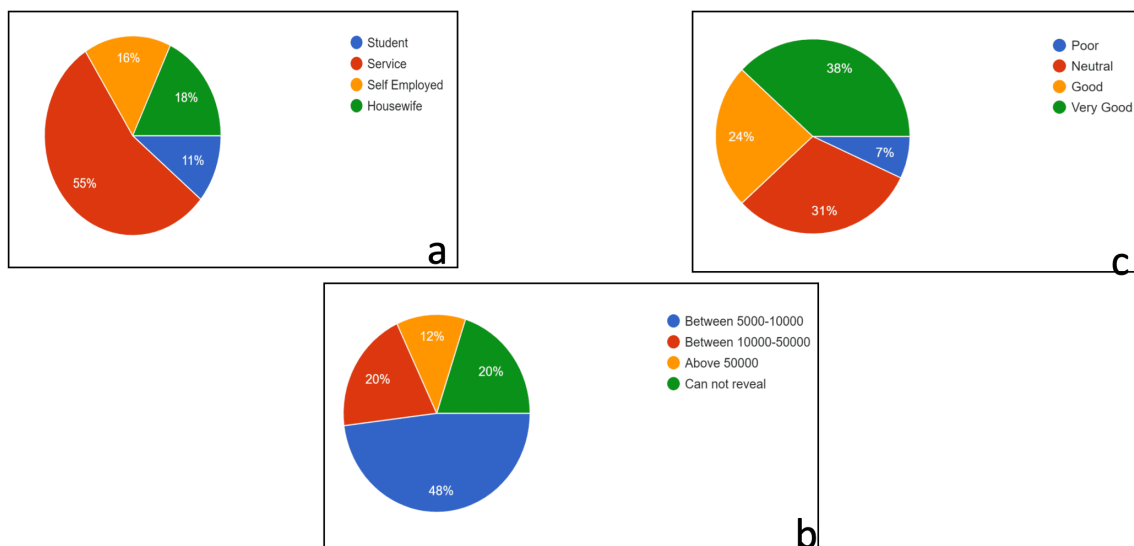 16%
18%
11%
55%
Student
Service
Self Employed
Housewife
a
38%
24%
7%
31%
Poor
Neutral
Good
Very Good
c
12%
20%
20%
48%
Between 5000-10000
Between 10000-50000
Above 50000
Can not reveal
b